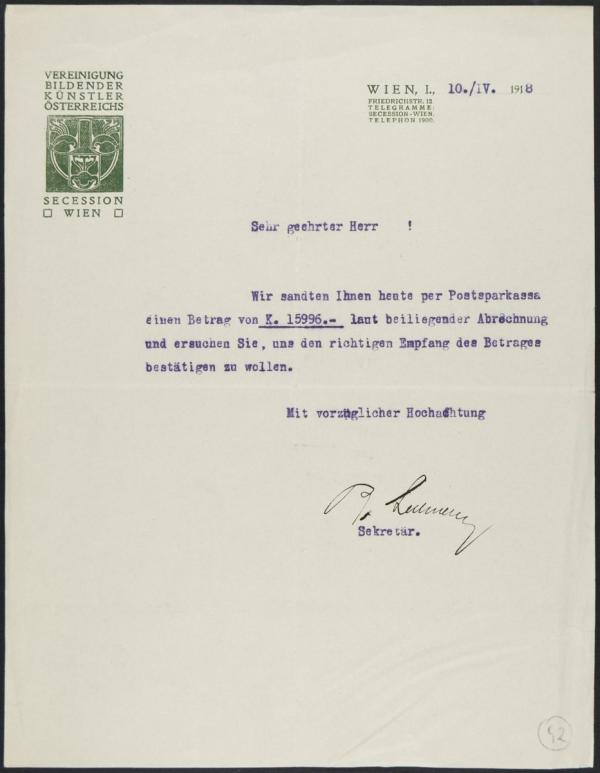 VEREINIGUNG
BILDENDER
KÜNSTLER
ÖSTERREICHS
SECESSION
WIEN
WIEN, I., 10./IV. 1918
FRIEDRICHSTR. 12
TELEGRAMME:
SECESSION-WIEN.
TELEPHON 1900.
Sehr geehrter Herr !
Wir sandten Ihnen heute per Postsparkassa
einen Betrag von K. 15996.- laut beiliegender Abrechnung
und ersuchen Sie, uns den richtigen Empfang des Betrages
bestätigen zu wollen.
Mit vorzüglicher Hochachtung
Sekretär.
92